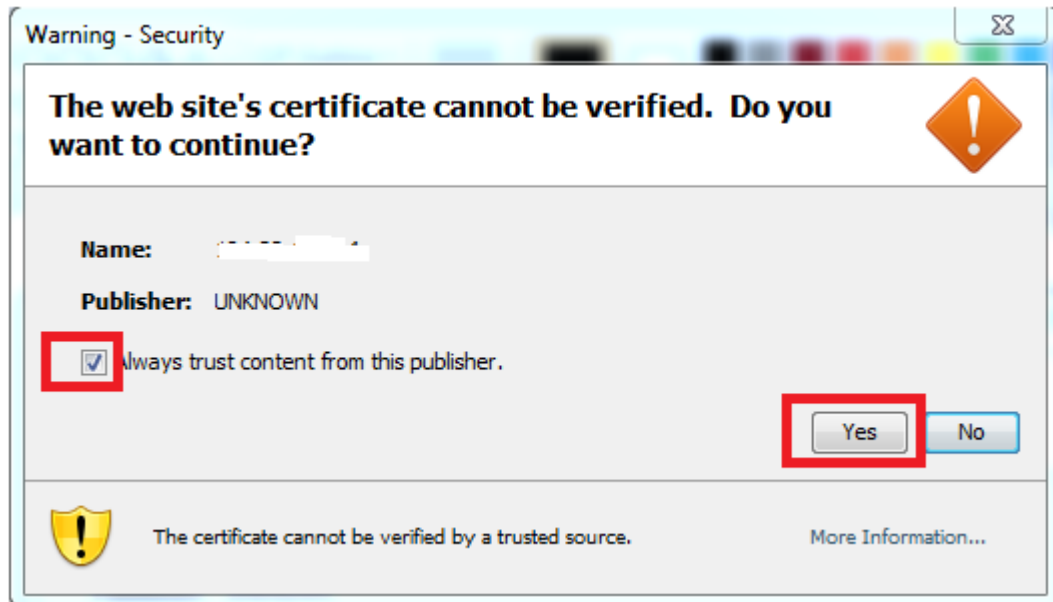 Warning - Security
The web site's certificate cannot be verified. Do you
want to continue?
Name:
Publisher: UNKNOWN
Always trust content from this publisher.
Yes No
The certificate cannot be verified by a trusted source. More Information...